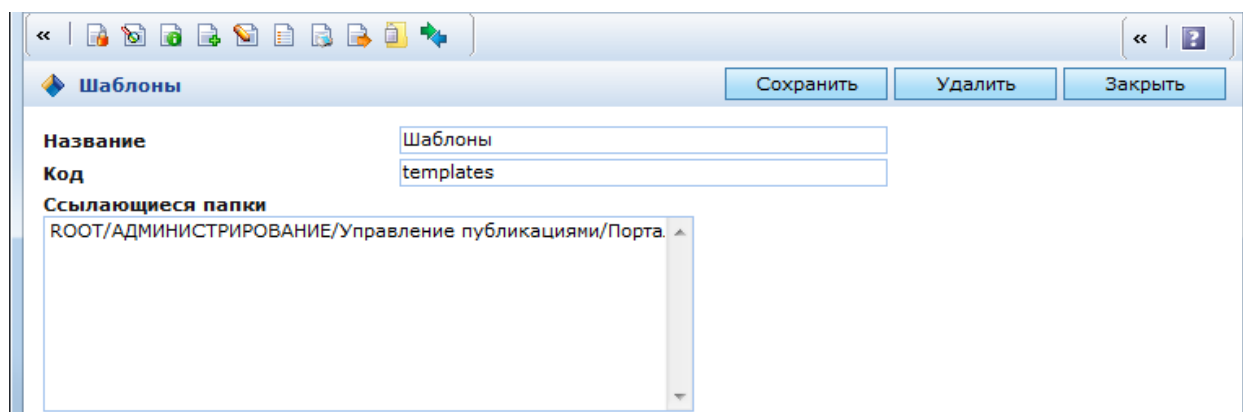 «
« ?
Шаблоны Сохранить Удалить Закрыть
Название Шаблоны
Код templates
Ссылающиеся папки
ROOT/АДМИНИСТРИРОВАНИЕ/Управление публикациями/Порта